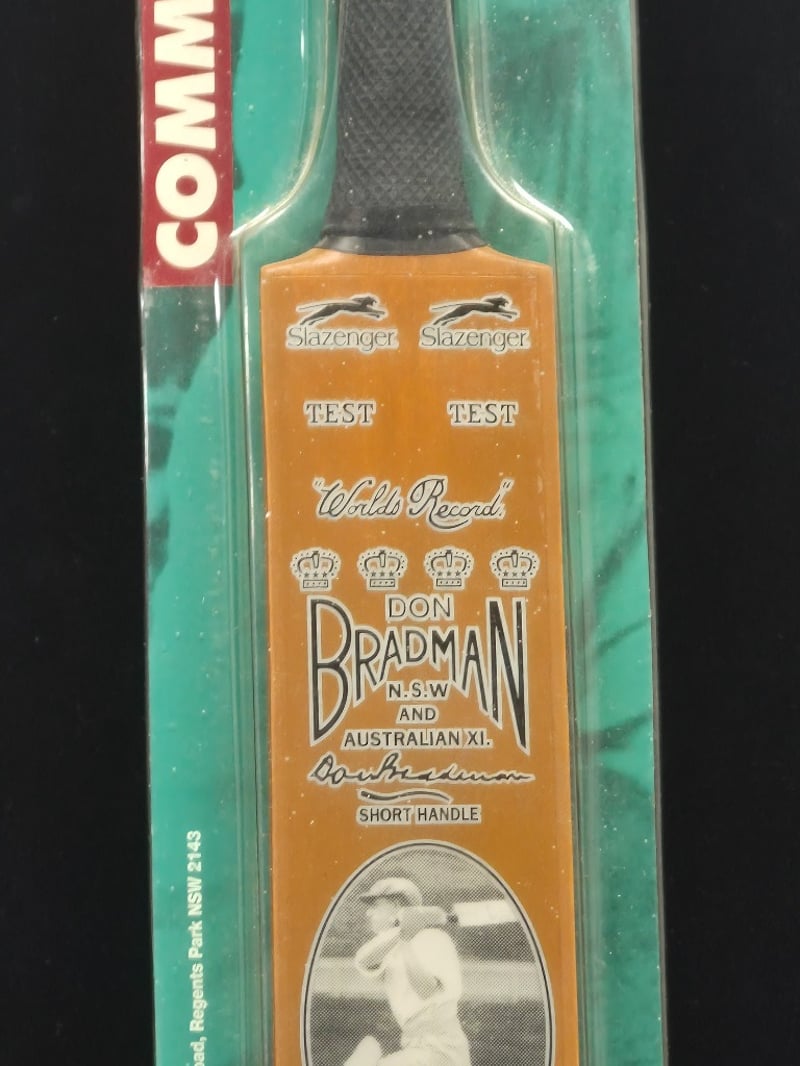 COMM
Slazenger Slazenger
TEST TEST
"Worlds Record."
DON
BRADMAN
N.S.W
AND
AUSTRALIAN XI.
Don Bradman
SHORT HANDLE
oad, Regents Park NSW 2143